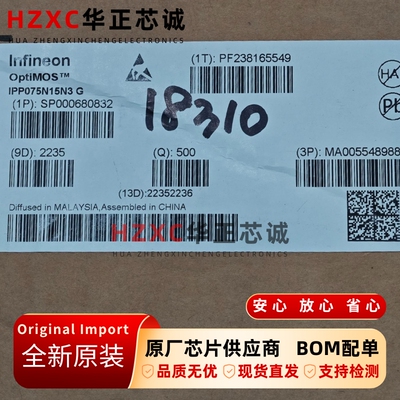 HZXC华正芯诚
HUA ZHENGXINCHENGELECTRONICS
Infineon
OptiMOS™
IPP075N15N3 G
(1P): SP000680832
(1T): PF238165549
HA
Pb
18310
(9D): 2235
(Q): 500
(3P): MA005548988
(13D):22352236
Diffused in MALAYSIA,Assembled in CHINA
HZXC华正芯诚
HUA ZHENGXINCHENGELECTRONICS
安心 放心 省心
Original Import
全新原装
原厂芯片供应商 BOM配单
质优无忧 现货直发 支持检测